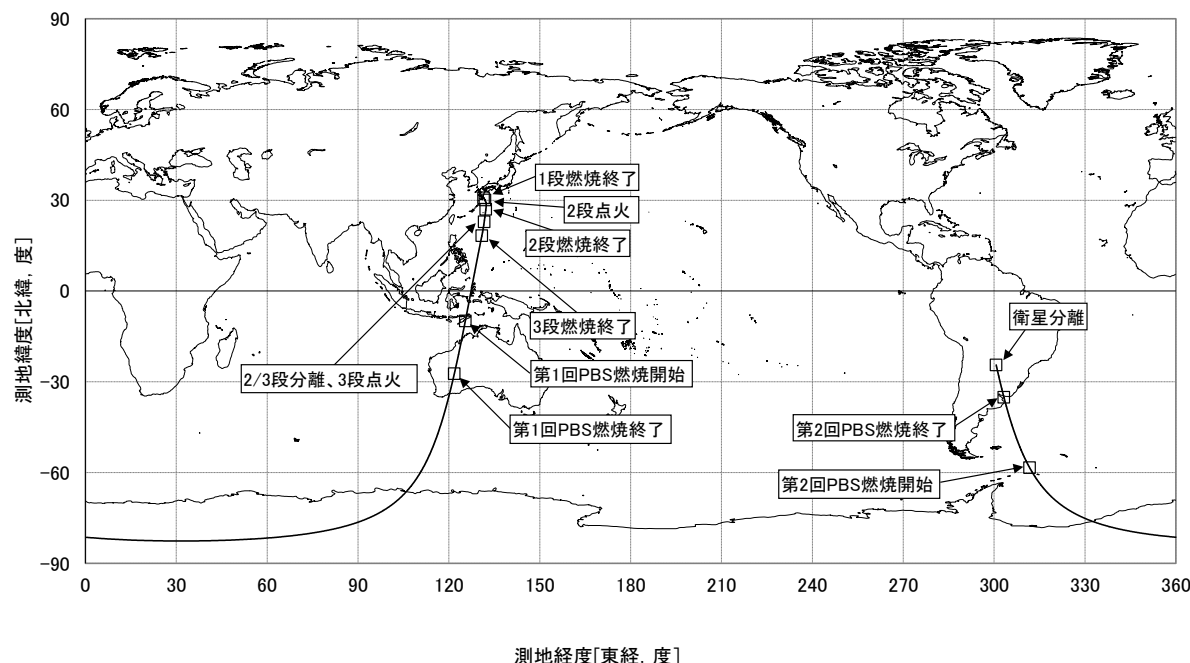 90
60
30
0
-30
-60
-90
測地緯度[北緯, 度]
1段燃焼終了
2段点火
2段燃焼終了
3段燃焼終了
衛星分離
2/3段分離、3段点火
第1回PBS燃焼開始
第1回PBS燃焼終了
第2回PBS燃焼終了
第2回PBS燃焼開始
0 30 60 90 120 150 180 210 240 270 300 330 360
測地経度[東経, 度]